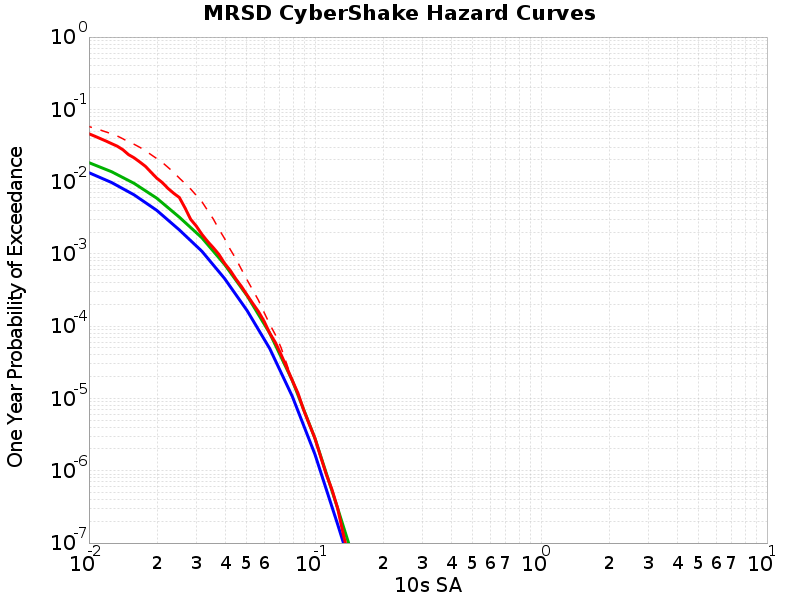 MRSD CyberShake Hazard Curves
One Year Probability of Exceedance
10^0
10^-1
10^-2
10^-3
10^-4
10^-5
10^-6
10^-7
10^-2 2 3 4 5 6 10^-1 2 3 4 5 6 7 10^0 2 3 4 5 6 7 10^1
10s SA